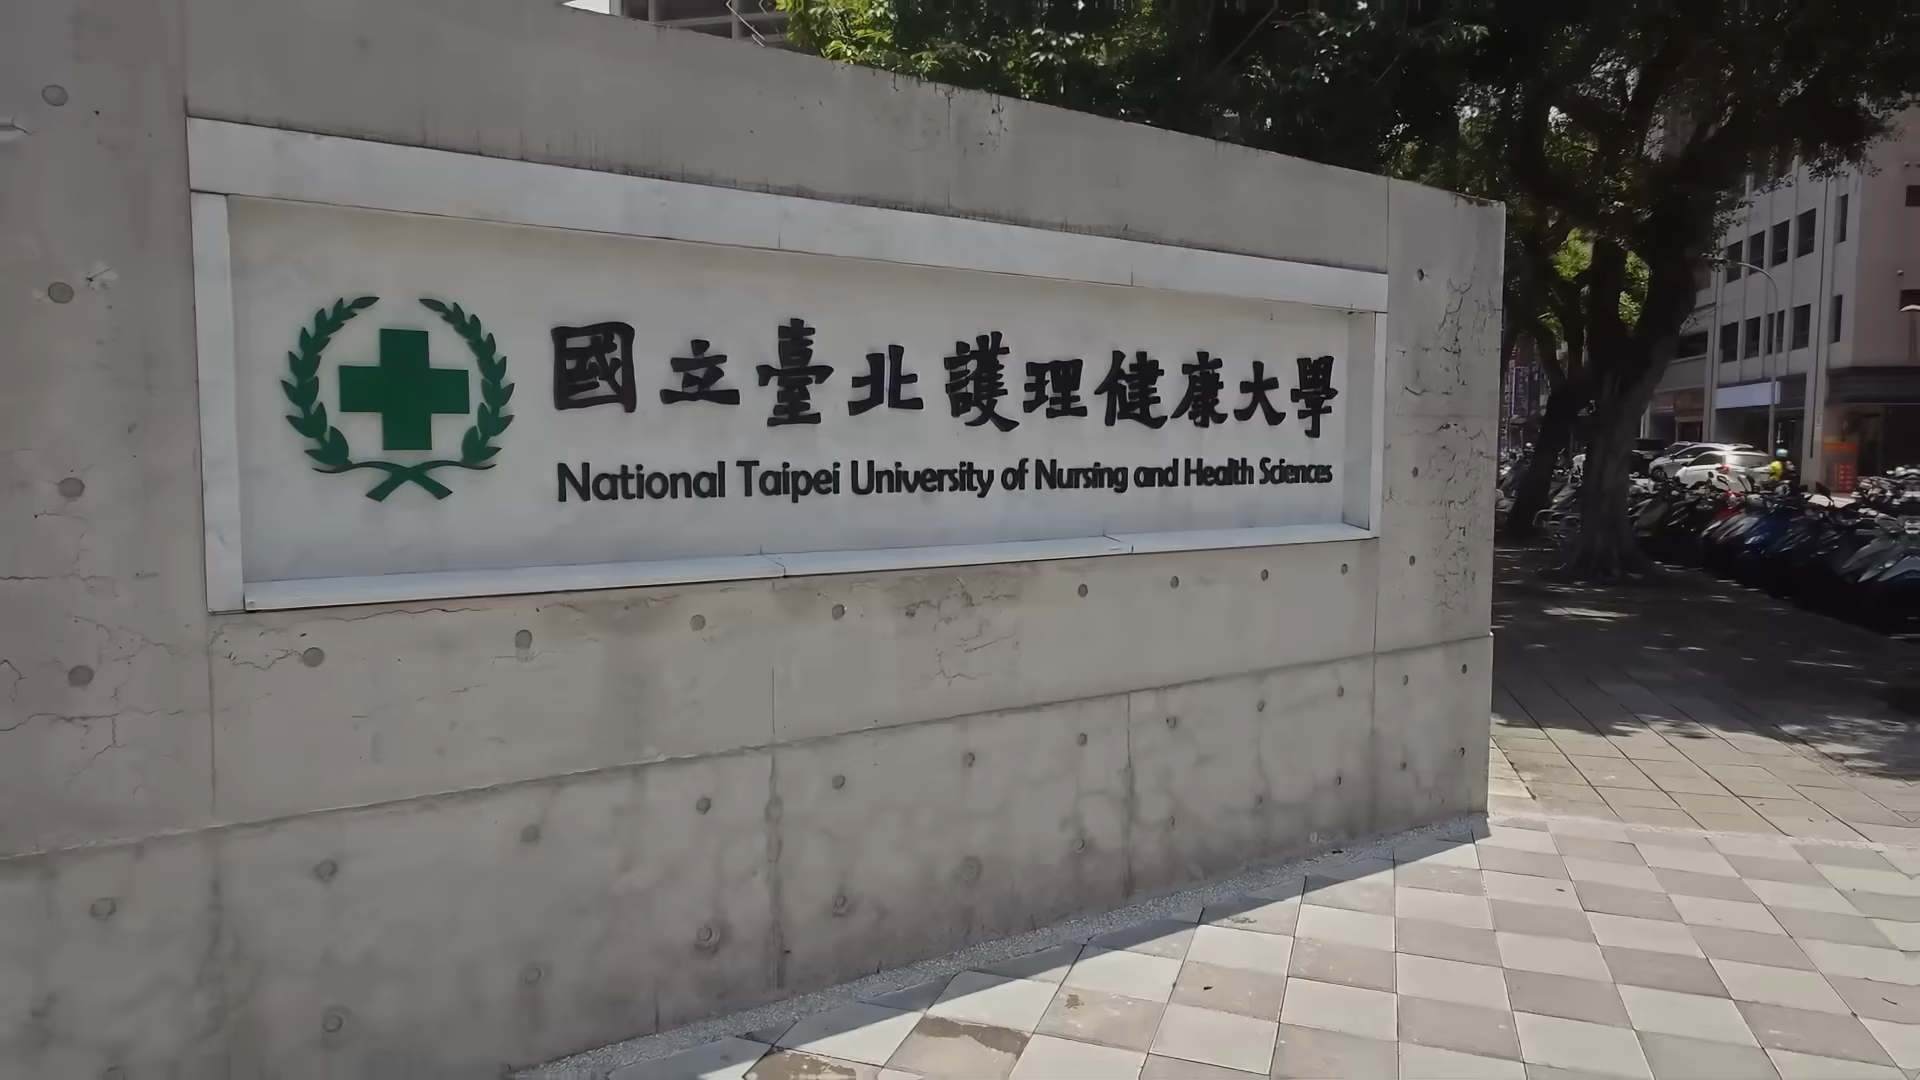 國立臺北護理健康大學
National Taipei University of Nursing and Health Sciences